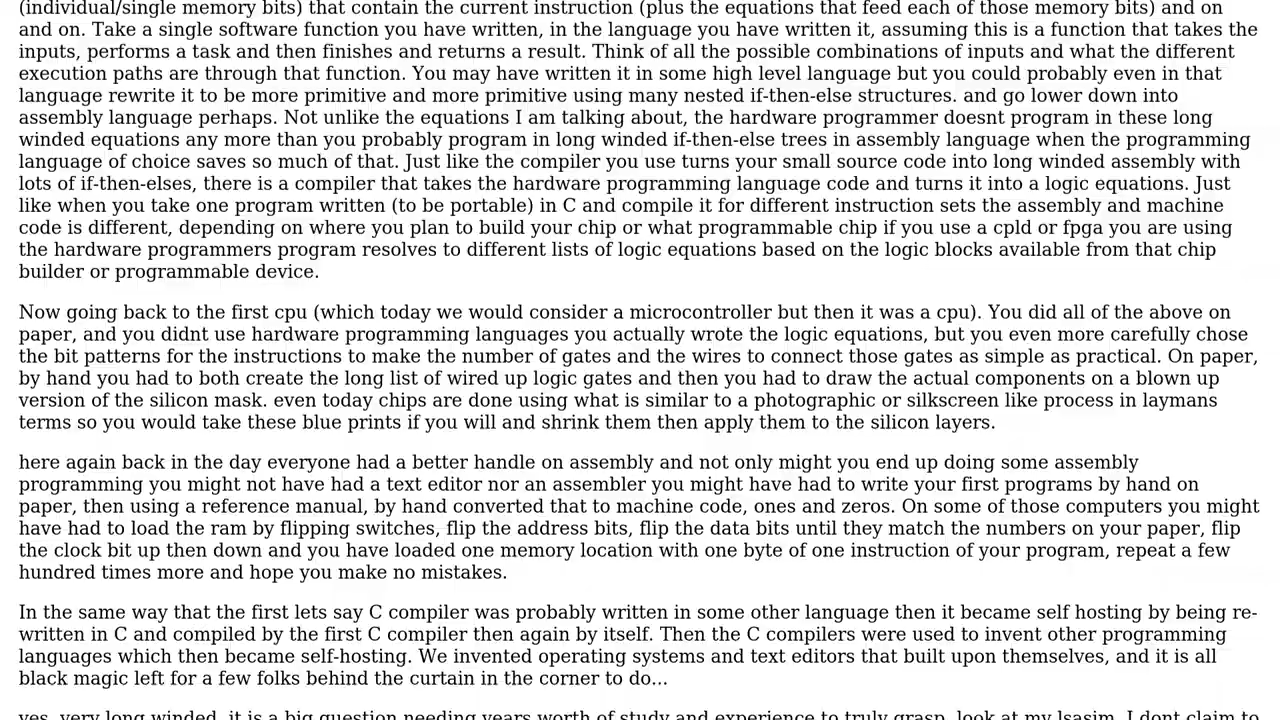 (individual/single memory bits) that contain the current instruction (plus the equations that feed each of those memory bits) and on
and on. Take a single software function you have written, in the language you have written it, assuming this is a function that takes the
inputs, performs a task and then finishes and returns a result. Think of all the possible combinations of inputs and what the different
execution paths are through that function. You may have written it in some high level language but you could probably even in that
language rewrite it to be more primitive and more primitive using many nested if-then-else structures. and go lower down into
assembly language perhaps. Not unlike the equations I am talking about, the hardware programmer doesnt program in these long
winded equations any more than you probably program in long winded if-then-else trees in assembly language when the programming
language of choice saves so much of that. Just like the compiler you use turns your small source code into long winded assembly with
lots of if-then-elses, there is a compiler that takes the hardware programming language code and turns it into a logic equations. Just
like when you take one program written (to be portable) in C and compile it for different instruction sets the assembly and machine
code is different, depending on where you plan to build your chip or what programmable chip if you use a cpld or fpga you are using
the hardware programmers program resolves to different lists of logic equations based on the logic blocks available from that chip
builder or programmable device.
Now going back to the first cpu (which today we would consider a microcontroller but then it was a cpu). You did all of the above on
paper, and you didnt use hardware programming languages you actually wrote the logic equations, but you even more carefully chose
the bit patterns for the instructions to make the number of gates and the wires to connect those gates as simple as practical. On paper,
by hand you had to both create the long list of wired up logic gates and then you had to draw the actual components on a blown up
version of the silicon mask. even today chips are done using what is similar to a photographic or silkscreen like process in laymans
terms so you would take these blue prints if you will and shrink them then apply them to the silicon layers.
here again back in the day everyone had a better handle on assembly and not only might you end up doing some assembly
programming you might not have had a text editor nor an assembler you might have had to write your first programs by hand on
paper, then using a reference manual, by hand converted that to machine code, ones and zeros. On some of those computers you might
have had to load the ram by flipping switches, flip the address bits, flip the data bits until they match the numbers on your paper, flip
the clock bit up then down and you have loaded one memory location with one byte of one instruction of your program, repeat a few
hundred times more and hope you make no mistakes.
In the same way that the first lets say C compiler was probably written in some other language then it became self hosting by being re-
written in C and compiled by the first C compiler then again by itself. Then the C compilers were used to invent other programming
languages which then became self-hosting. We invented operating systems and text editors that built upon themselves, and it is all
black magic left for a few folks behind the curtain in the corner to do...
yes, very long winded, it is a big question needing years worth of study and experience to truly grasp. look at my lsasim, I dont claim to